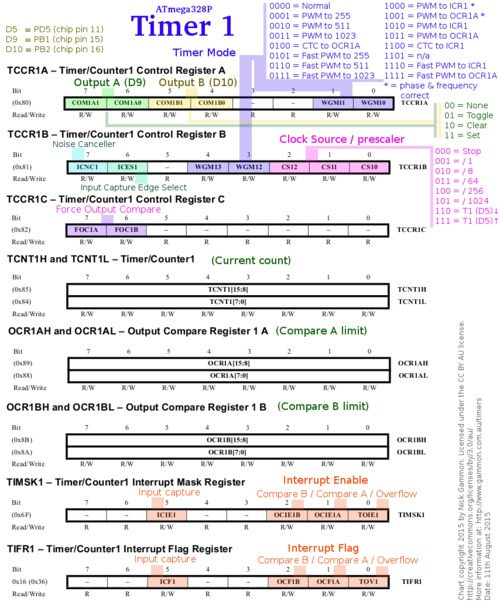 ATmega328P
Timer 1
D5 = PD5 (chip pin 11)
D9 = PB1 (chip pin 15)
D10 = PB2 (chip pin 16)
Timer Mode
0000 = Normal
0001 = PWM to 255
0010 = PWM to 511
0011 = PWM to 1023
0100 = CTC to OCR1A
0101 = Fast PWM to 255
0110 = Fast PWM to 511
0111 = Fast PWM to 1023
1000 = PWM to ICR1 *
1001 = PWM to OCR1A *
1010 = PWM to ICR1
1011 = PWM to OCR1A
1100 = CTC to ICR1
1101 = n/a
1110 = Fast PWM to ICR1
1111 = Fast PWM to OCR1A
* = phase & frequency
correct
TCCR1A – Timer/Counter1 Control Register A
Output A (D9) Output B (D10)
Bit 7 6 5 4 3 2 1 0
(0x80) COM1A1 COM1A0 COM1B1 COM1B0 – – WGM11 WGM10 TCCR1A
Read/Write R/W R/W R/W R/W R R R/W R/W
00 = None
01 = Toggle
10 = Clear
11 = Set
TCCR1B – Timer/Counter1 Control Register B
Noise Canceller
Clock Source / prescaler
Bit 7 6 5 4 3 2 1 0
(0x81) ICNC1 ICES1 – WGM13 WGM12 CS12 CS11 CS10 TCCR1B
Read/Write R/W R/W R R/W R/W R/W R/W R/W
Input Capture Edge Select
000 = Stop
001 = / 1
010 = / 8
011 = / 64
100 = / 256
101 = / 1024
110 = T1 (D5)↓
111 = T1 (D5)↑
TCCR1C – Timer/Counter1 Control Register C
Force Output Compare
Bit 7 6 5 4 3 2 1 0
(0x82) FOC1A FOC1B – – – – – – TCCR1C
Read/Write R/W R/W R R R R R R
TCNT1H and TCNT1L – Timer/Counter1 (Current count)
Bit 7 6 5 4 3 2 1 0
(0x85) TCNT1[15:8] TCNT1H
(0x84) TCNT1[7:0] TCNT1L
Read/Write R/W R/W R/W R/W R/W R/W R/W R/W
OCR1AH and OCR1AL – Output Compare Register 1 A (Compare A limit)
Bit 7 6 5 4 3 2 1 0
(0x89) OCR1A[15:8] OCR1AH
(0x88) OCR1A[7:0] OCR1AL
Read/Write R/W R/W R/W R/W R/W R/W R/W R/W
OCR1BH and OCR1BL – Output Compare Register 1 B (Compare B limit)
Bit 7 6 5 4 3 2 1 0
(0x8B) OCR1B[15:8] OCR1BH
(0x8A) OCR1B[7:0] OCR1BL
Read/Write R/W R/W R/W R/W R/W R/W R/W R/W
TIMSK1 – Timer/Counter1 Interrupt Mask Register
Interrupt Enable
Input capture Compare B / Compare A / Overflow
Bit 7 6 5 4 3 2 1 0
(0x6F) – – ICIE1 – – OCIE1B OCIE1A TOIE1 TIMSK1
Read/Write R R R/W R R R/W R/W R/W
TIFR1 – Timer/Counter1 Interrupt Flag Register
Interrupt Flag
Input capture Compare B / Compare A / Overflow
Bit 7 6 5 4 3 2 1 0
0x16 (0x36) – – ICF1 – – OCF1B OCF1A TOV1 TIFR1
Read/Write R R R/W R R R/W R/W R/W
Chart copyright 2015 by Nick Gammon. Licensed under the CC BY AU license.
http://creativecommons.org/licenses/by/3.0/au/
More information at: http://www.gammon.com.au/timers
Date: 11th August 2015